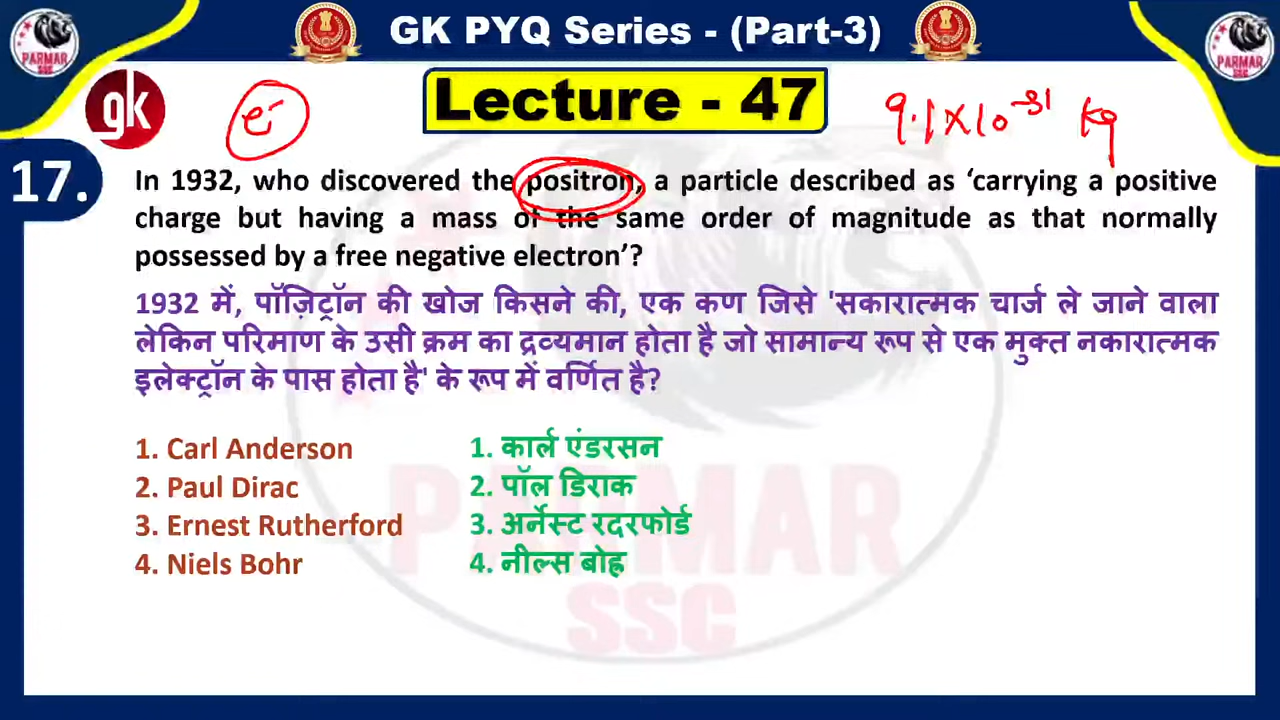 GK PYQ Series - (Part-3)
PARMAR SSC
PARMAR SSC
gk
e⁻
Lecture - 47
9.1×10⁻³¹ kg
17.
In 1932, who discovered the positron, a particle described as ‘carrying a positive
charge but having a mass of the same order of magnitude as that normally
possessed by a free negative electron’?
1932 में, पॉज़िट्रॉन की खोज किसने की, एक कण जिसे 'सकारात्मक चार्ज ले जाने वाला
लेकिन परिमाण के उसी क्रम का द्रव्यमान होता है जो सामान्य रूप से एक मुक्त नकारात्मक
इलेक्ट्रॉन के पास होता है' के रूप में वर्णित है?
1. Carl Anderson
1. कार्ल एंडरसन
2. Paul Dirac
2. पॉल डिराक
3. Ernest Rutherford
3. अर्नेस्ट रदरफोर्ड
4. Niels Bohr
4. नील्स बोह्र
PARMAR
SSC